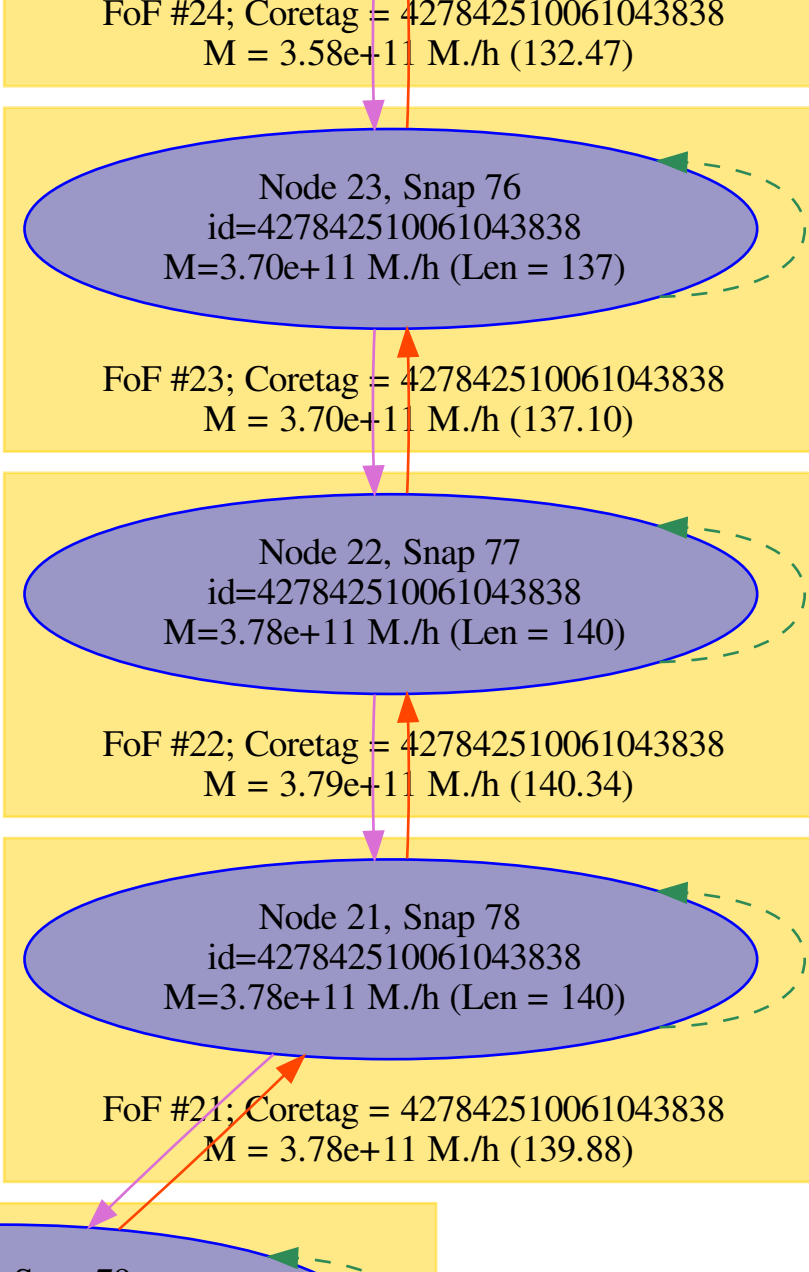 FoF #24; Coretag = 427842510061043838
M = 3.58e+11 M./h (132.47)
Node 23, Snap 76
id=427842510061043838
M=3.70e+11 M./h (Len = 137)
FoF #23; Coretag = 427842510061043838
M = 3.70e+11 M./h (137.10)
Node 22, Snap 77
id=427842510061043838
M=3.78e+11 M./h (Len = 140)
FoF #22; Coretag = 427842510061043838
M = 3.79e+11 M./h (140.34)
Node 21, Snap 78
id=427842510061043838
M=3.78e+11 M./h (Len = 140)
FoF #21; Coretag = 427842510061043838
M = 3.78e+11 M./h (139.88)